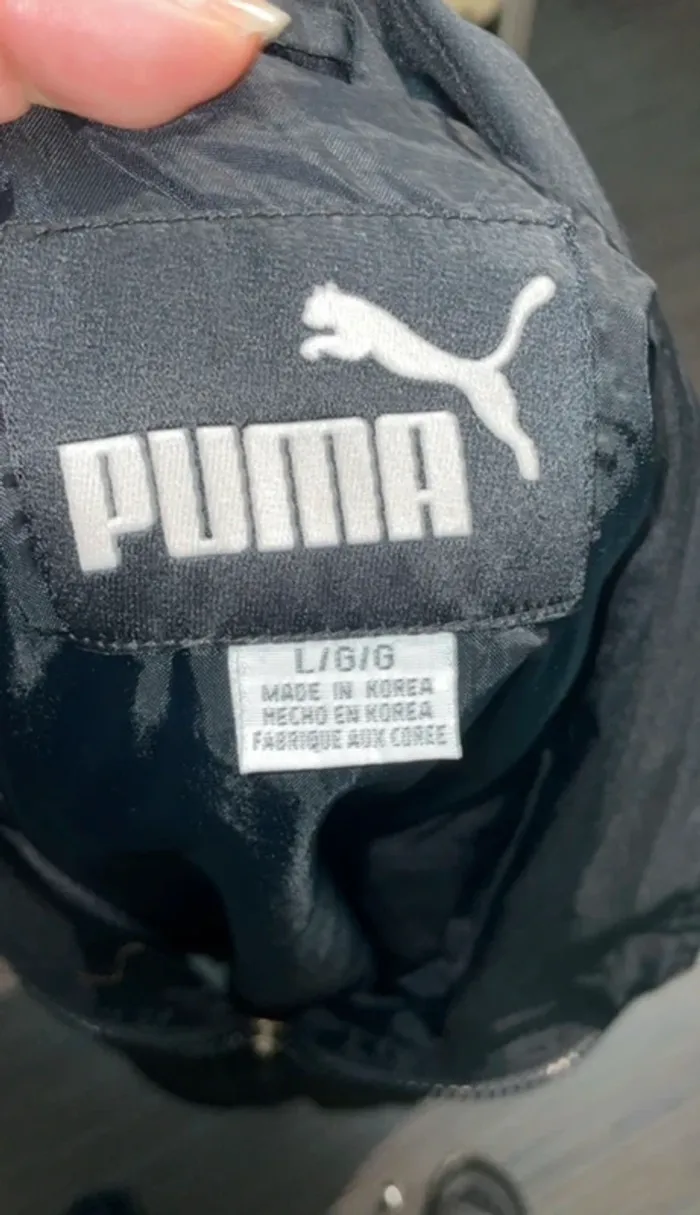 PUMA
L/G/G
MADE IN KOREA
HECHO EN KOREA
FABRIQUE AUX COREE